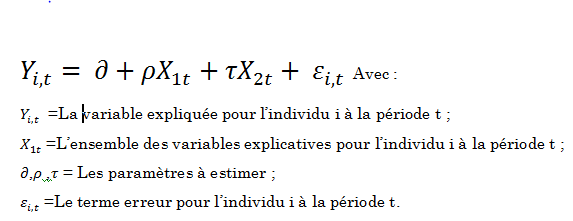 Y_{i,t} = ∂ + ρX_{1t} + τX_{2t} + ε_{i,t} Avec :
Y_{i,t} =La variable expliquée pour l'individu i à la période t ;
X_{1t} =L'ensemble des variables explicatives pour l'individu i à la période t ;
∂,ρ,τ = Les paramètres à estimer ;
ε_{i,t} =Le terme erreur pour l'individu i à la période t.